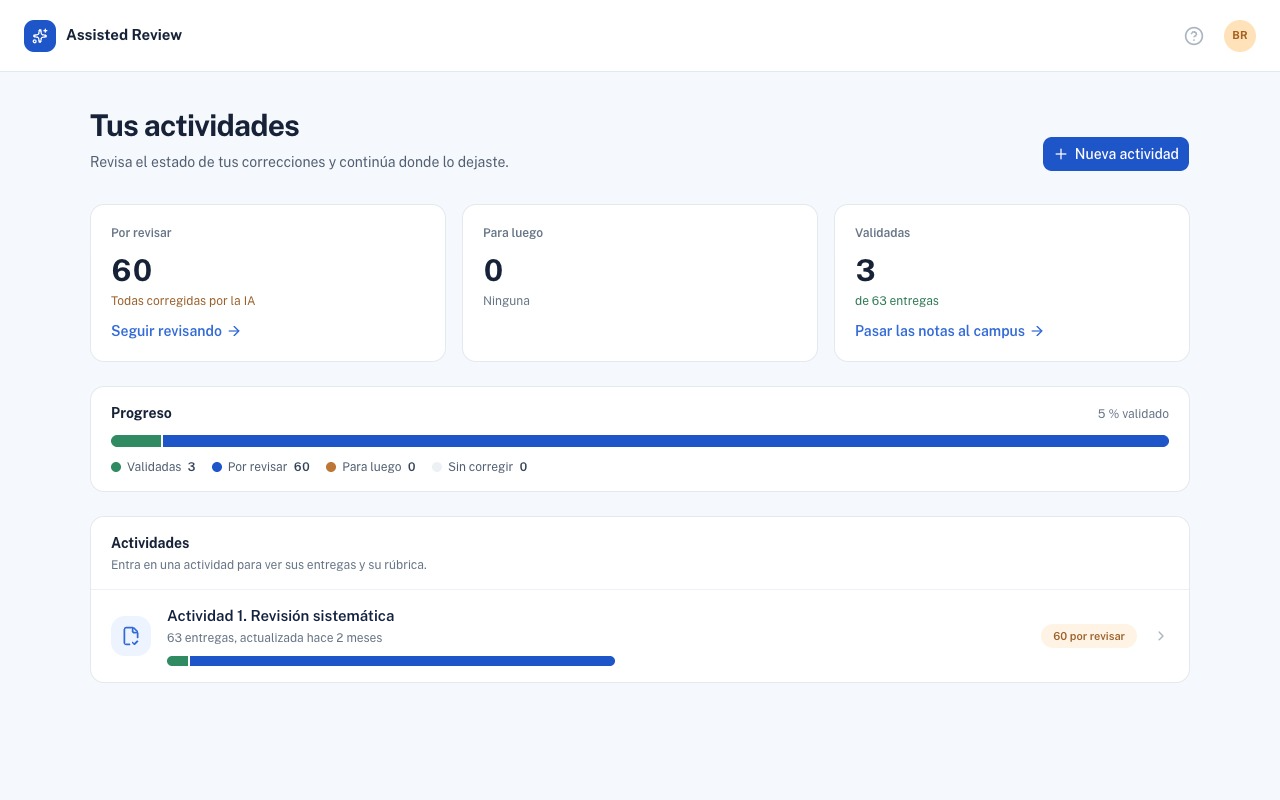 Assisted Review
BR
Tus actividades
Revisa el estado de tus correcciones y continúa donde lo dejaste.
+ Nueva actividad
Por revisar
60
Todas corregidas por la IA
Seguir revisando →
Para luego
0
Ninguna
Validadas
3
de 63 entregas
Pasar las notas al campus →
Progreso
5 % validado
Validadas 3 Por revisar 60 Para luego 0 Sin corregir 0
Actividades
Entra en una actividad para ver sus entregas y su rúbrica.
Actividad 1. Revisión sistemática
63 entregas, actualizada hace 2 meses
60 por revisar